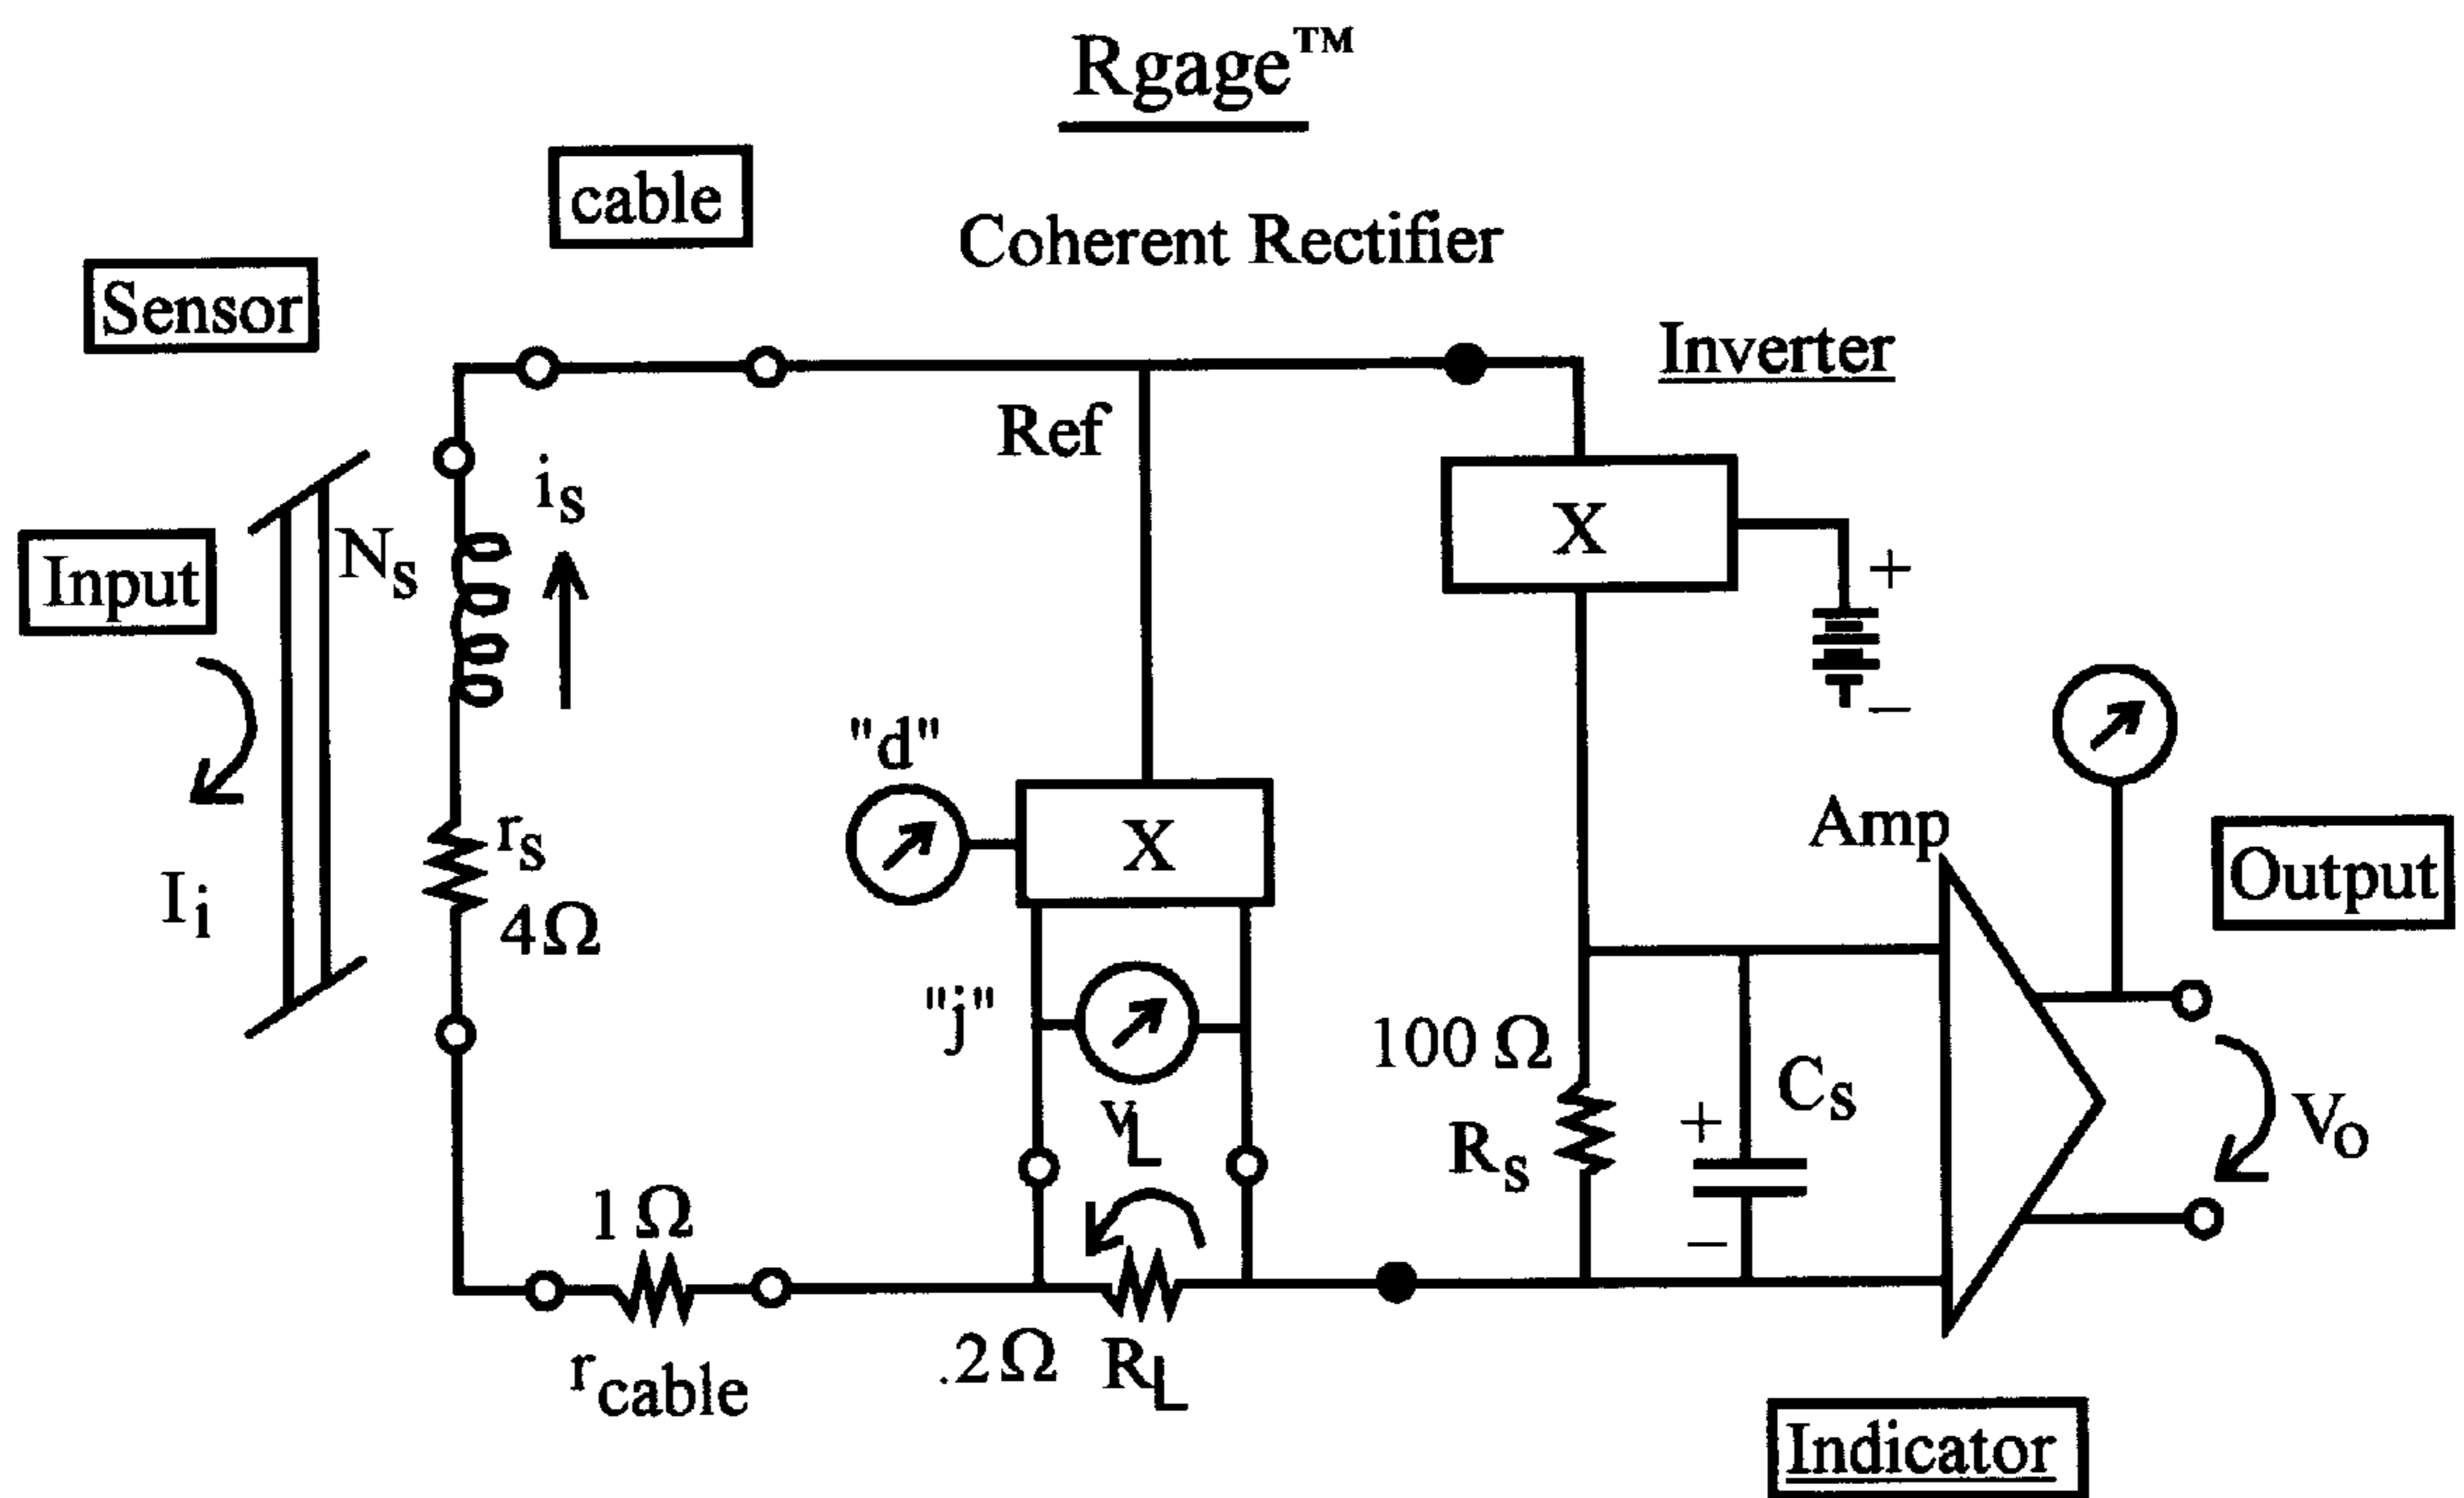 Rgage™
cable
Coherent Rectifier
Sensor
Inverter
Ref
is
Ns
Input
X
+
−
"d"
X
Amp
rs
4Ω
Output
Ii
"j"
100 Ω
Cs
vL
Rs
+
−
Vo
1Ω
rcable
.2Ω
RL
Indicator